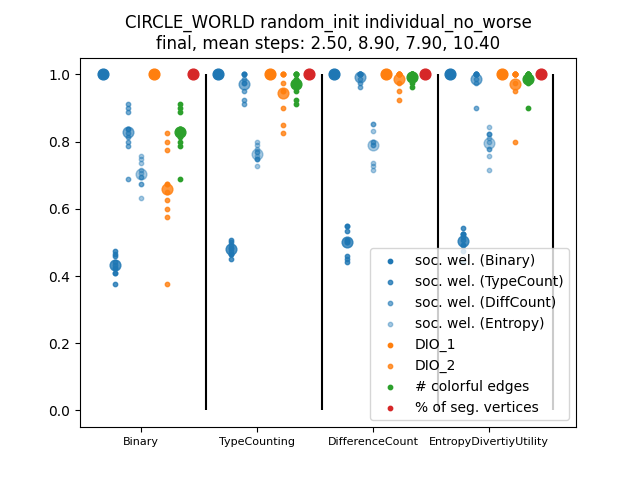 CIRCLE_WORLD random_init individual_no_worse
final, mean steps: 2.50, 8.90, 7.90, 10.40
1.0
0.8
0.6
0.4
0.2
0.0
soc. wel. (Binary)
soc. wel. (TypeCount)
soc. wel. (DiffCount)
soc. wel. (Entropy)
DIO_1
DIO_2
# colorful edges
% of seg. vertices
Binary
TypeCounting
DifferenceCount
EntropyDivertiyUtility